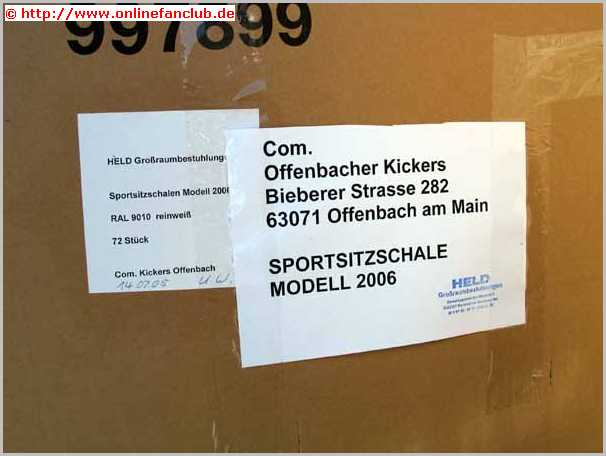 © http://www.onlinefanclub.de
997899
HELD Großraumbestuhlung
Sportsitzschalen Modell 2006
RAL 9010 reinweiß
72 Stück
Com. Kickers Offenbach
14.07.05 U.W.
Com.
Offenbacher Kickers
Bieberer Strasse 282
63071 Offenbach am Main
SPORTSITZSCHALE
MODELL 2006
HELD
Großraumbestuhlungen